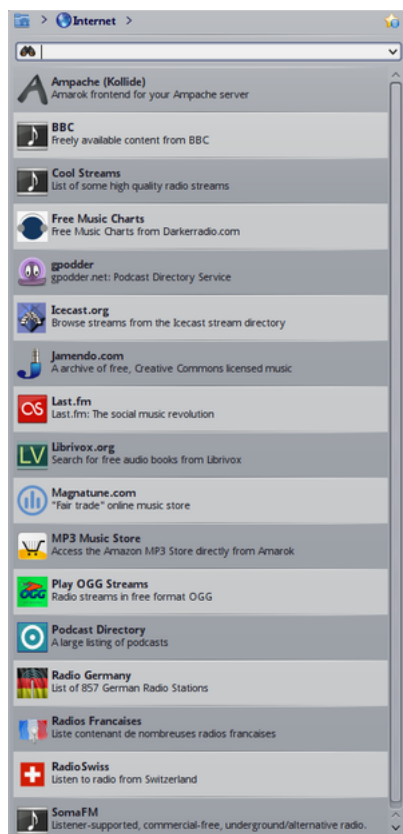 > Internet >
Ampache (Kollide)
Amarok frontend for your Ampache server
BBC
Freely available content from BBC
Cool Streams
List of some high quality radio streams
Free Music Charts
Free Music Charts from Darkerradio.com
gpodder
gpodder.net: Podcast Directory Service
Icecast.org
Browse streams from the Icecast stream directory
Jamendo.com
A archive of free, Creative Commons licensed music
Last.fm
Last.fm: The social music revolution
LV
Librivox.org
Search for free audio books from Librivox
Magnatune.com
"Fair trade" online music store
MP3 Music Store
Access the Amazon MP3 Store directly from Amarok
OGG
Play OGG Streams
Radio streams in free format OGG
Podcast Directory
A large listing of podcasts
Radio Germany
List of 857 German Radio Stations
Radios Francaises
Liste contenant de nombreuses radios francaises
RadioSwiss
Listen to radio from Switzerland
SomaFM
Listener-supported, commercial-free, underground/alternative radio.